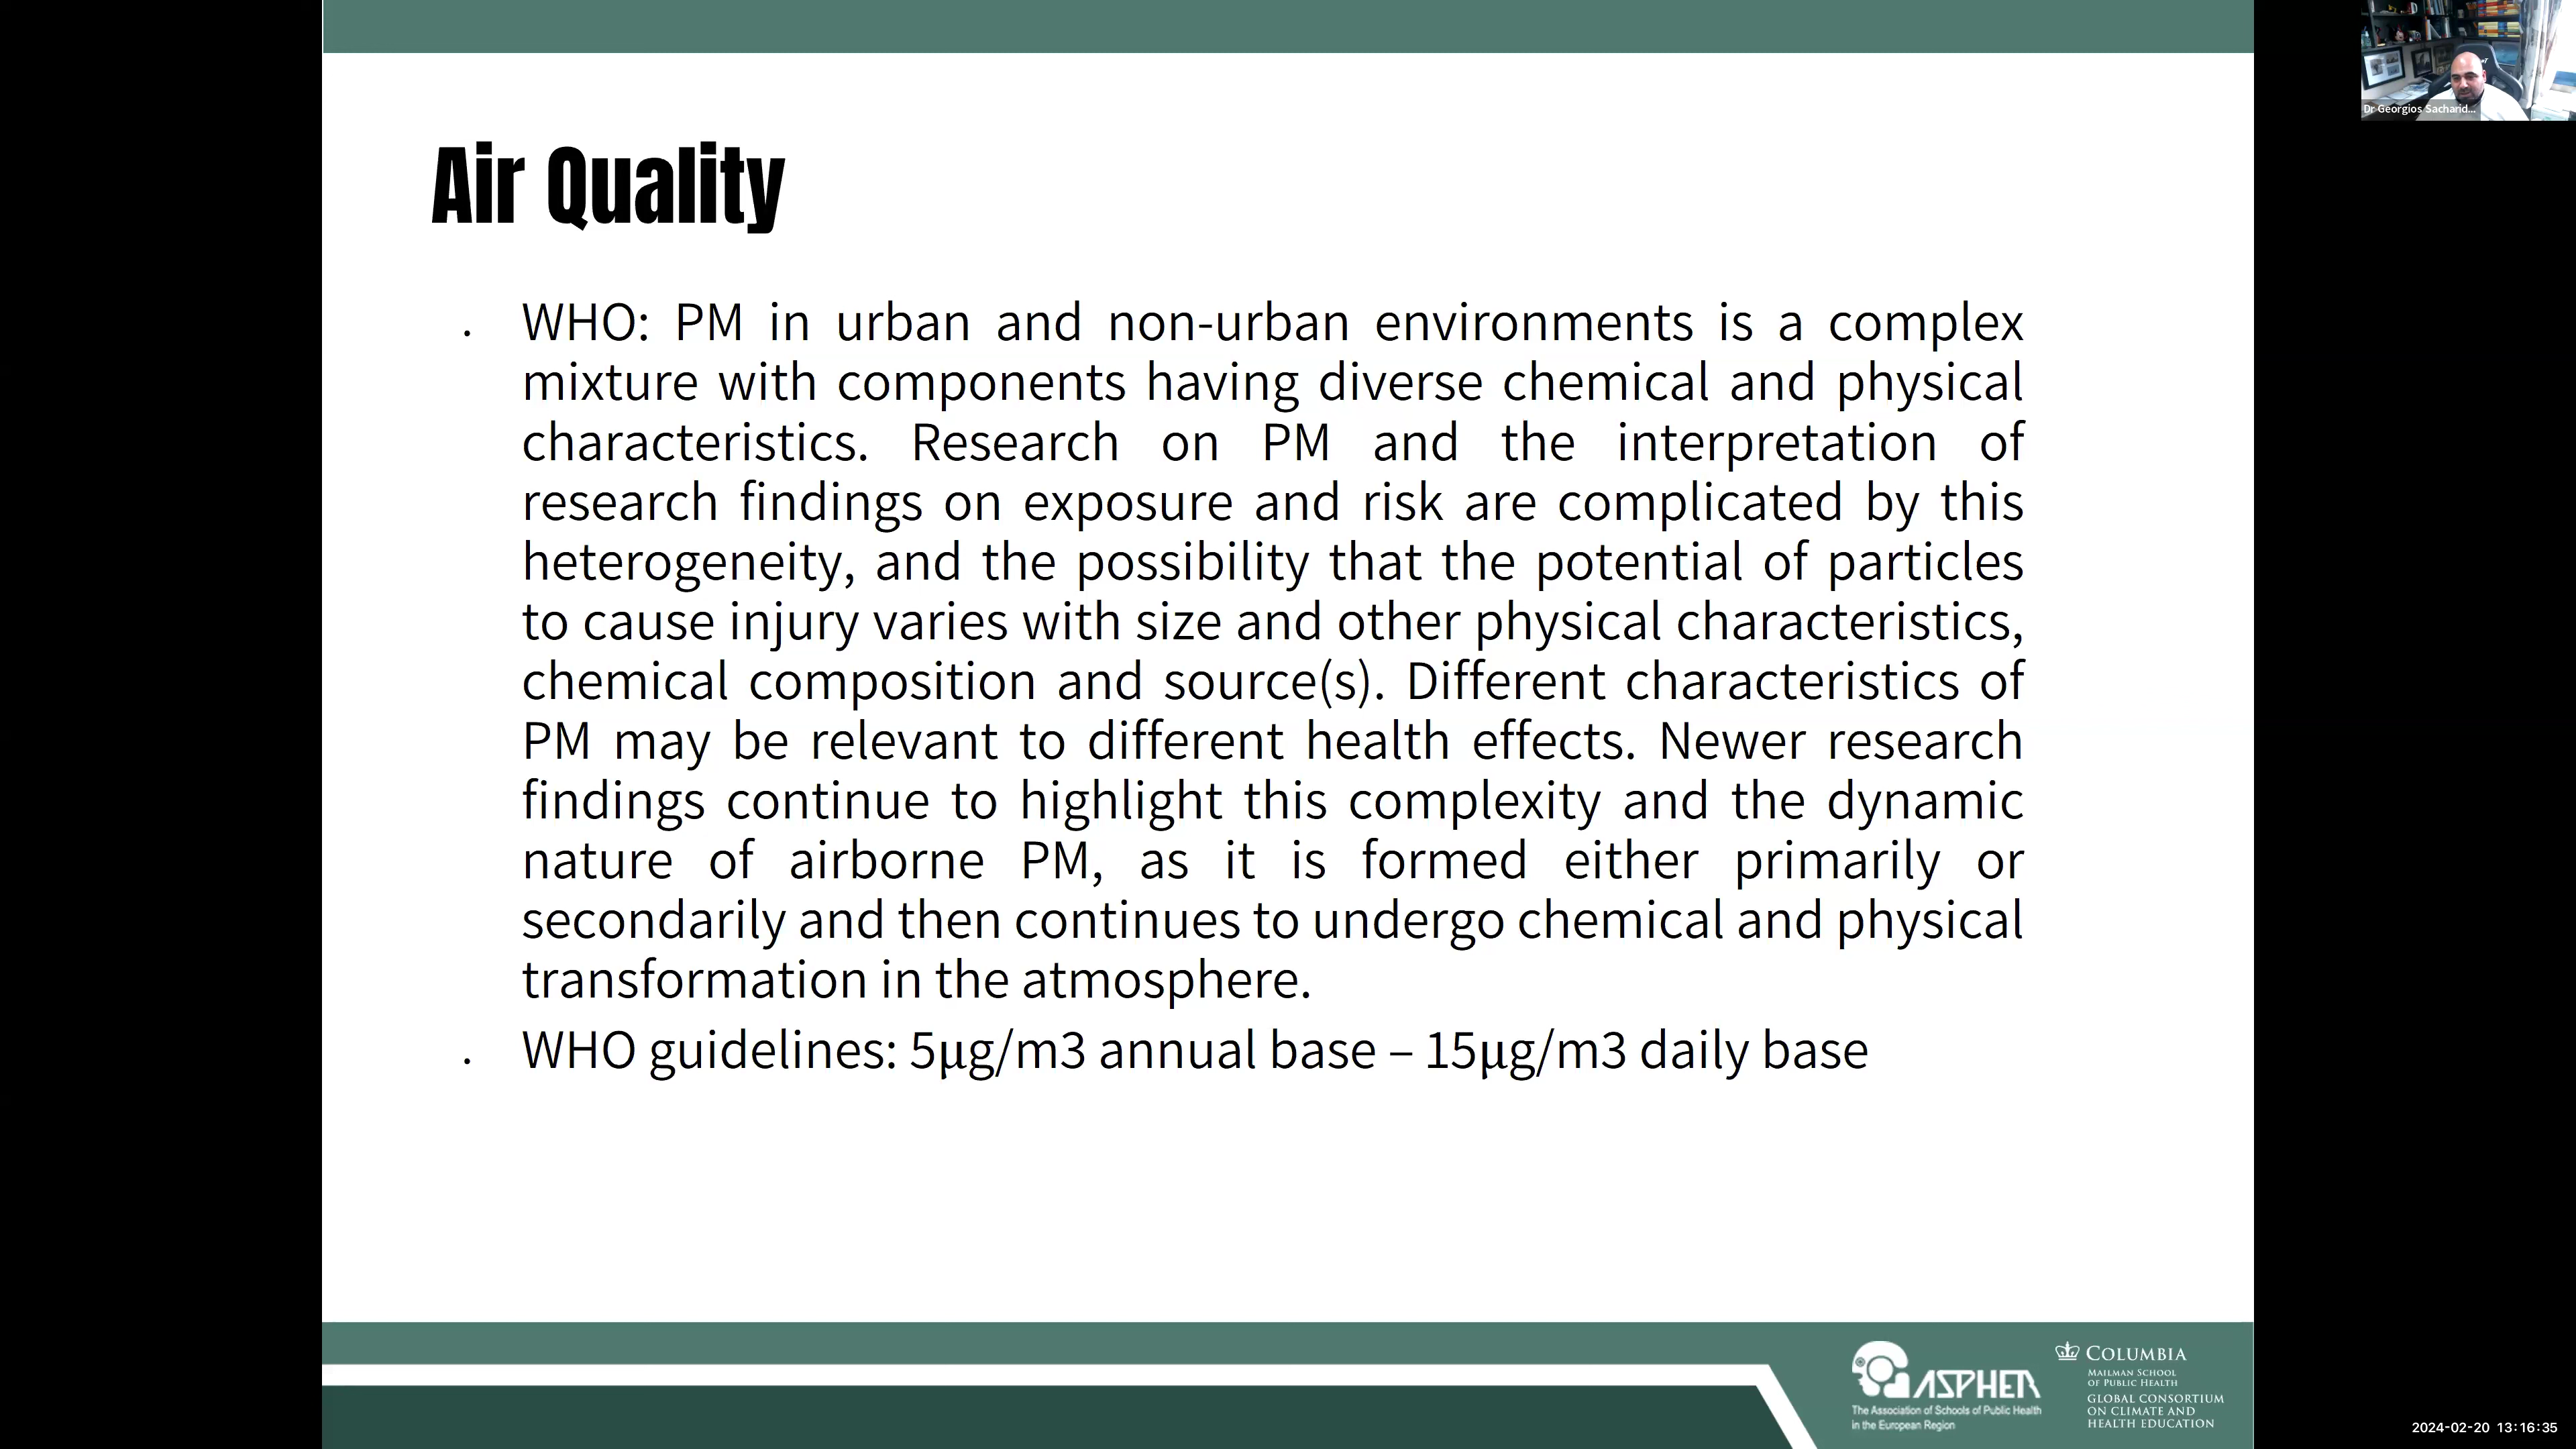 Dr Georgios Sacharid...
Air Quality
. WHO: PM in urban and non-urban environments is a complex
mixture with components having diverse chemical and physical
characteristics. Research on PM and the interpretation of
research findings on exposure and risk are complicated by this
heterogeneity, and the possibility that the potential of particles
to cause injury varies with size and other physical characteristics,
chemical composition and source(s). Different characteristics of
PM may be relevant to different health effects. Newer research
findings continue to highlight this complexity and the dynamic
nature of airborne PM, as it is formed either primarily or
secondarily and then continues to undergo chemical and physical
transformation in the atmosphere.
. WHO guidelines: 5μg/m3 annual base – 15μg/m3 daily base
ASPHER
The Association of Schools of Public Health
in the European Region
COLUMBIA
MAILMAN SCHOOL
OF PUBLIC HEALTH
GLOBAL CONSORTIUM
ON CLIMATE AND
HEALTH EDUCATION
2024-02-20 13:16:35